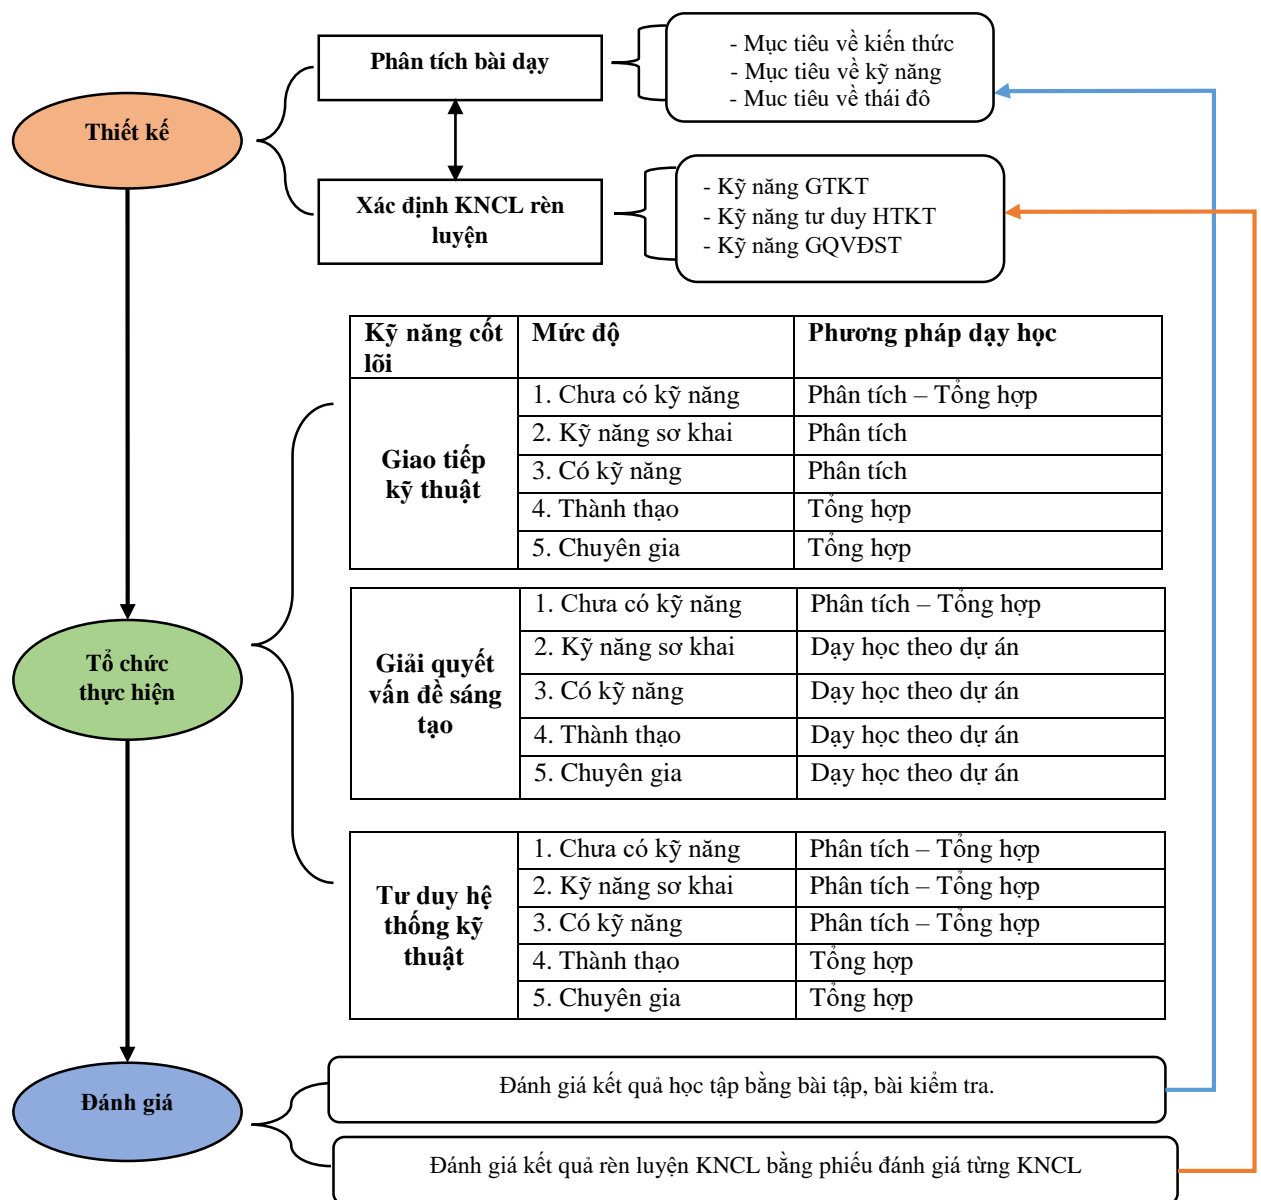 Thiết kế
Phân tích bài dạy
- Mục tiêu về kiến thức
- Mục tiêu về kỹ năng
- Muc tiêu về thái đô
Xác định KNCL rèn
luyện
- Kỹ năng GTKT
- Kỹ năng tư duy HTKT
- Kỹ năng GQVĐST
Tổ chức
thực hiện
Kỹ năng cốt
lõi
Mức độ
Phương pháp dạy học
Giao tiếp
kỹ thuật
1. Chưa có kỹ năng
Phân tích – Tổng hợp
2. Kỹ năng sơ khai
Phân tích
3. Có kỹ năng
Phân tích
4. Thành thạo
Tổng hợp
5. Chuyên gia
Tổng hợp
Giải quyết
vấn đề sáng
tạo
1. Chưa có kỹ năng
Phân tích – Tổng hợp
2. Kỹ năng sơ khai
Dạy học theo dự án
3. Có kỹ năng
Dạy học theo dự án
4. Thành thạo
Dạy học theo dự án
5. Chuyên gia
Dạy học theo dự án
Tư duy hệ
thống kỹ
thuật
1. Chưa có kỹ năng
Phân tích – Tổng hợp
2. Kỹ năng sơ khai
Phân tích – Tổng hợp
3. Có kỹ năng
Phân tích – Tổng hợp
4. Thành thạo
Tổng hợp
5. Chuyên gia
Tổng hợp
Đánh giá
Đánh giá kết quả học tập bằng bài tập, bài kiểm tra.
Đánh giá kết quả rèn luyện KNCL bằng phiếu đánh giá từng KNCL